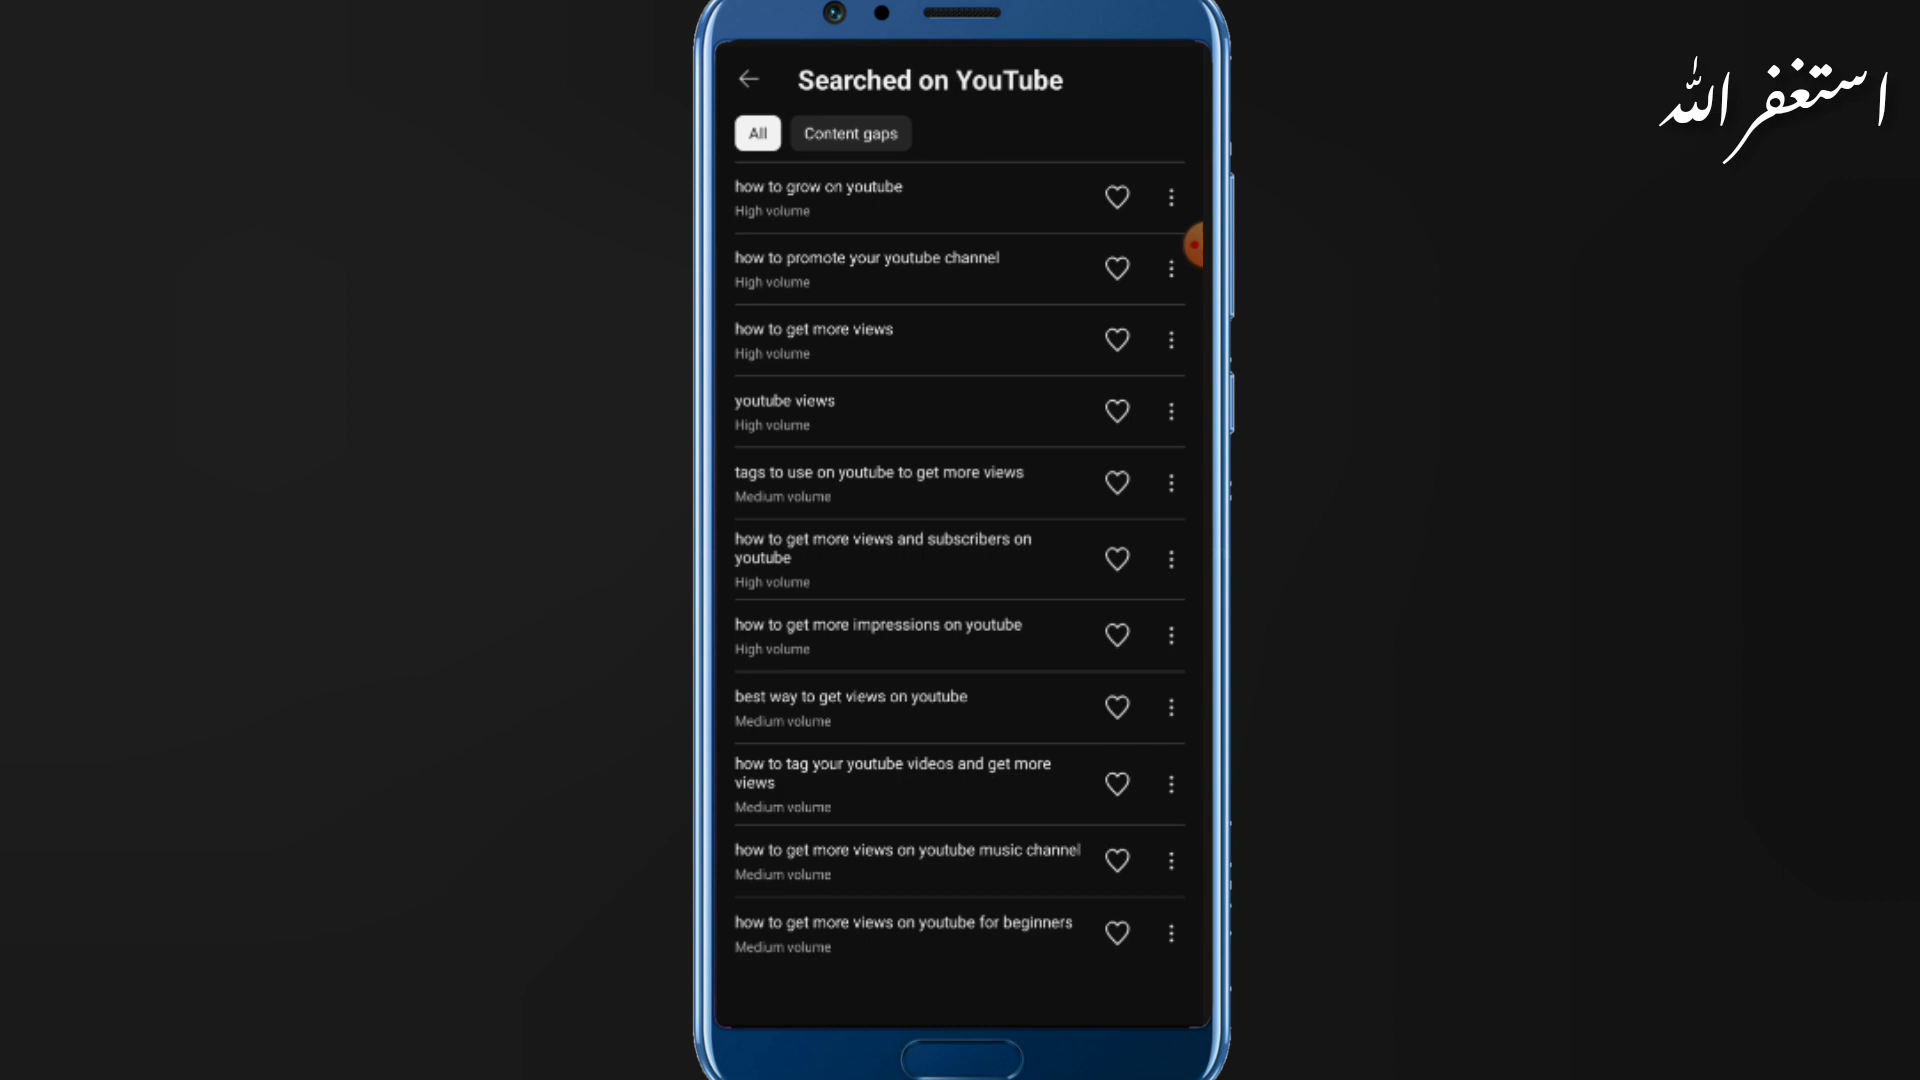 Searched on YouTube
استغفر الله
All
Content gaps
how to grow on youtube
High volume
how to promote your youtube channel
High volume
how to get more views
High volume
youtube views
High volume
tags to use on youtube to get more views
Medium volume
how to get more views and subscribers on
youtube
High volume
how to get more impressions on youtube
High volume
best way to get views on youtube
Medium volume
how to tag your youtube videos and get more
views
Medium volume
how to get more views on youtube music channel
Medium volume
how to get more views on youtube for beginners
Medium volume